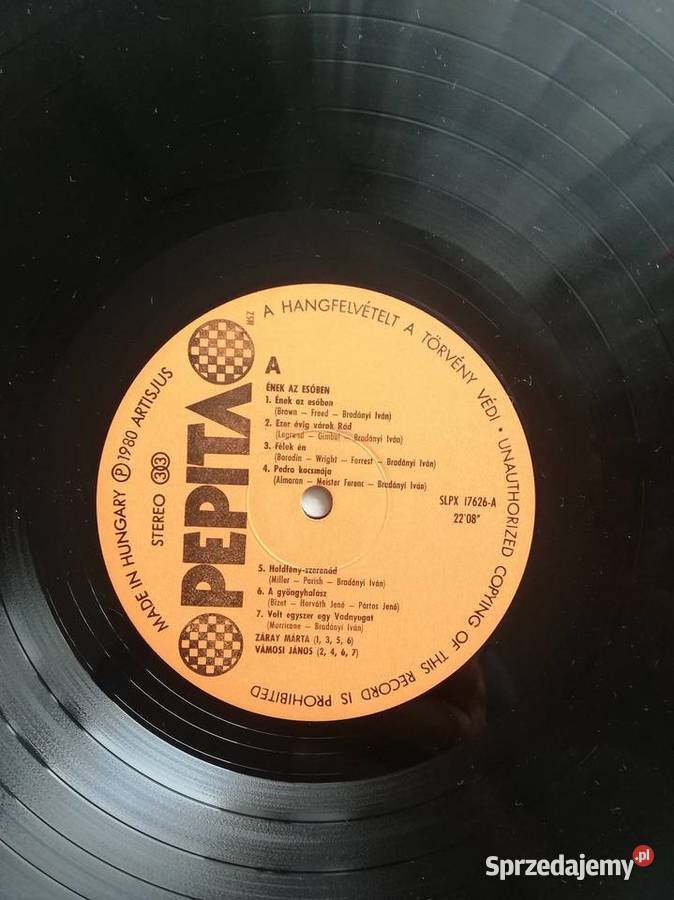 A HANGFELVÉTELT A TÖRVÉNY VÉDI • UNAUTHORIZED COPYING OF THIS RECORD IS PROHIBITED
MADE IN HUNGARY Ⓟ 1980 ARTISJUS
STEREO 33
PEPITA
MSZ
A
ÉNEK AZ ESŐBEN
1. Ének az esőben
(Brown – Freed – Bradányi Iván)
2. Ezer évig várok Rád
(Legrand – Gimbel – Bradányi Iván)
3. Félek én
(Borodin – Wright – Forrest – Bradányi Iván)
4. Pedro kocsmája
(Almaran – Meister Ferenc – Bradányi Iván)
SLPX 17626-A
22'08"
5. Holdfény-szerenád
(Miller – Parish – Bradányi Iván)
6. A gyöngyhalász
(Bizet – Horváth Jenő – Pártos Jenő)
7. Volt egyszer egy Vadnyugat
(Morricone – Bradányi Iván)
ZÁRAY MÁRTA (1, 3, 5, 6)
VÁMOSI JÁNOS (2, 4, 6, 7)
Sprzedajemy.pl